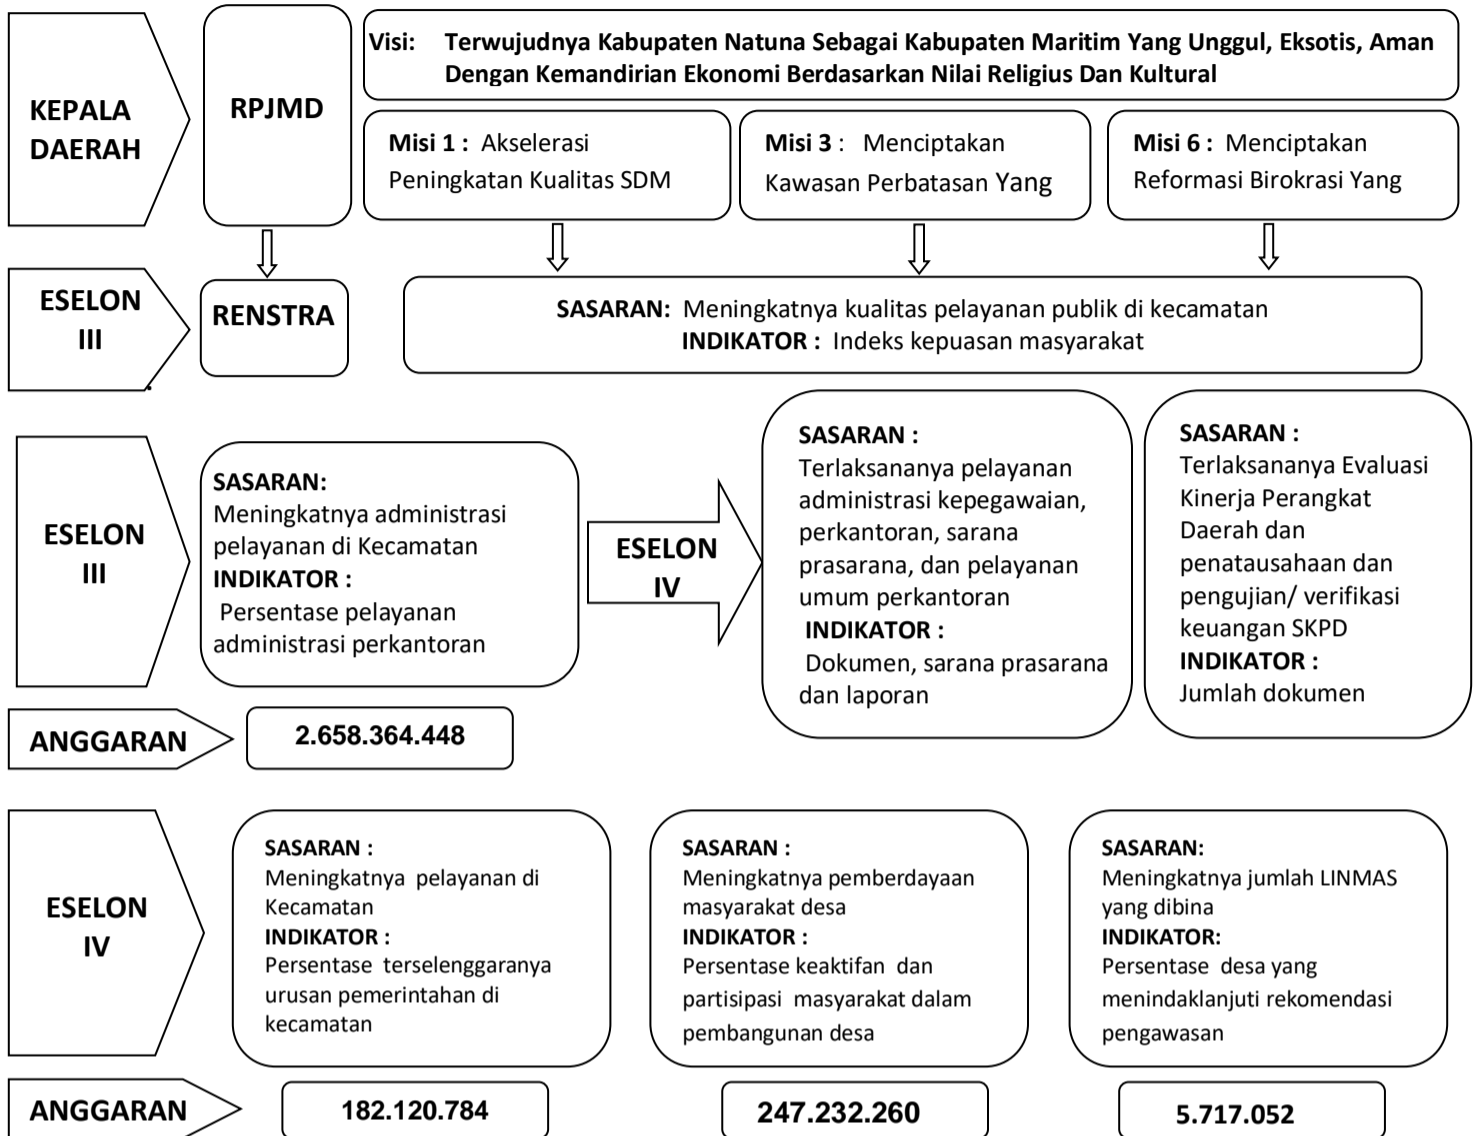 KEPALA
DAERAH
RPJMD
Visi: Terwujudnya Kabupaten Natuna Sebagai Kabupaten Maritim Yang Unggul, Eksotis, Aman
Dengan Kemandirian Ekonomi Berdasarkan Nilai Religius Dan Kultural
Misi 1 : Akselerasi
Peningkatan Kualitas SDM
Misi 3 : Menciptakan
Kawasan Perbatasan Yang
Misi 6 : Menciptakan
Reformasi Birokrasi Yang
ESELON
III
RENSTRA
SASARAN: Meningkatnya kualitas pelayanan publik di kecamatan
INDIKATOR : Indeks kepuasan masyarakat
ESELON
III
SASARAN:
Meningkatnya administrasi
pelayanan di Kecamatan
INDIKATOR :
Persentase pelayanan
administrasi perkantoran
ESELON
IV
SASARAN :
Terlaksananya pelayanan
administrasi kepegawaian,
perkantoran, sarana
prasarana, dan pelayanan
umum perkantoran
INDIKATOR :
Dokumen, sarana prasarana
dan laporan
SASARAN :
Terlaksananya Evaluasi
Kinerja Perangkat
Daerah dan
penatausahaan dan
pengujian/ verifikasi
keuangan SKPD
INDIKATOR :
Jumlah dokumen
ANGGARAN
2.658.364.448
ESELON
IV
SASARAN :
Meningkatnya pelayanan di
Kecamatan
INDIKATOR :
Persentase terselenggaranya
urusan pemerintahan di
kecamatan
SASARAN :
Meningkatnya pemberdayaan
masyarakat desa
INDIKATOR :
Persentase keaktifan dan
partisipasi masyarakat dalam
pembangunan desa
SASARAN:
Meningkatnya jumlah LINMAS
yang dibina
INDIKATOR:
Persentase desa yang
menindaklanjuti rekomendasi
pengawasan
ANGGARAN
182.120.784
247.232.260
5.717.052